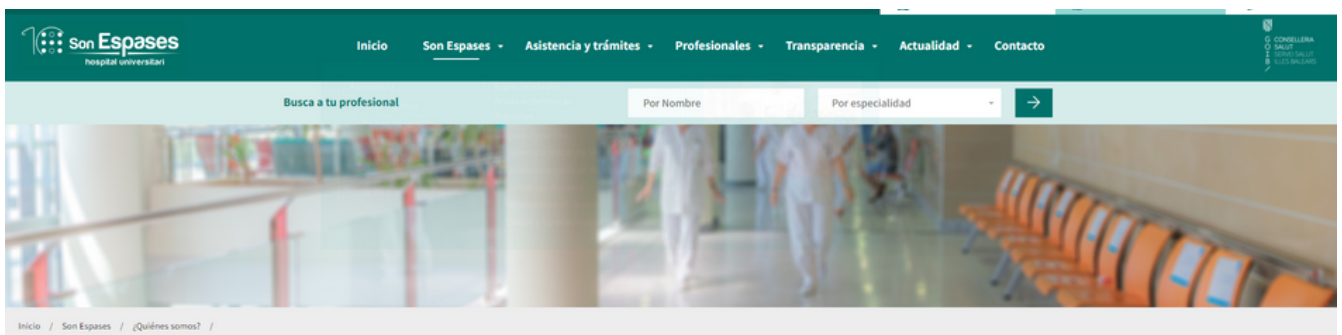 Son Espases
hospital universitari
Inicio
Son Espases
Asistencia y trámites
Profesionales
Transparencia
Actualidad
Contacto
G CONSELLERIA
O SALUT
I SERVEI SALUT
B ILLES BALEARS
/
Busca a tu profesional
Por Nombre
Por especialidad
Inicio / Son Espases / ¿Quiénes somos? /